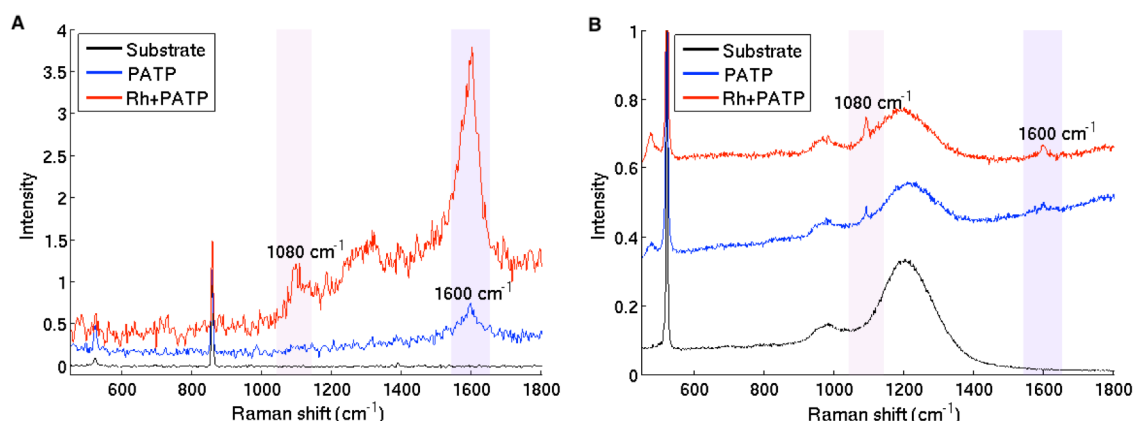 A
4
3.5
3
2.5
2
1.5
1
0.5
0
Intensity
Substrate
PATP
Rh+PATP
1080 cm-1
1600 cm-1
600 800 1000 1200 1400 1600 1800
Raman shift (cm-1)
B
1
0.8
0.6
0.4
0.2
0
Intensity
Substrate
PATP
Rh+PATP
1080 cm-1
1600 cm-1
600 800 1000 1200 1400 1600 1800
Raman shift (cm-1)